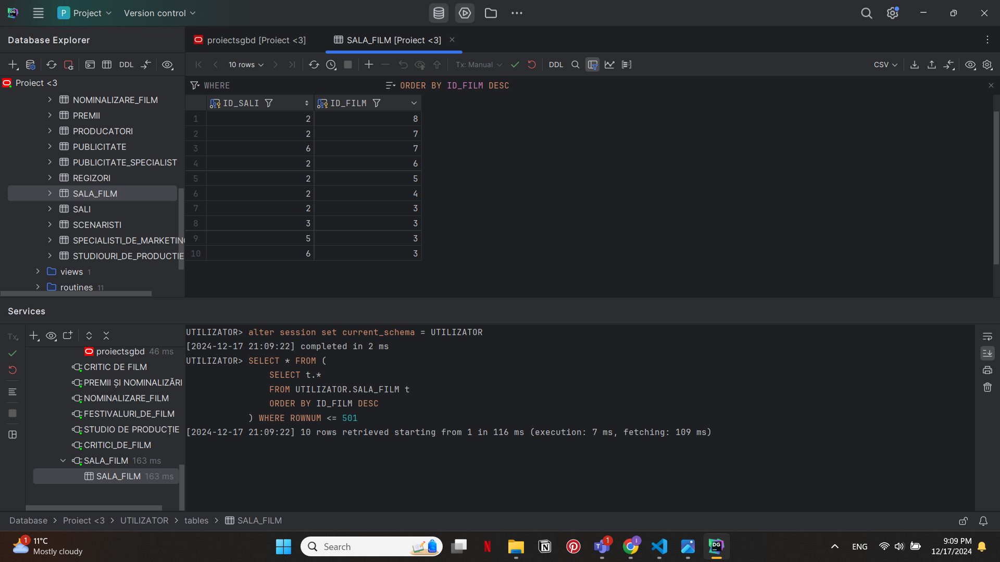 P Project Version control
Database Explorer
proiectsgbd [Proiect <3]
SALA_FILM [Proiect <3]
DDL
10 rows
Tx: Manual
DDL
CSV
Proiect <3
WHERE
ORDER BY ID_FILM DESC
NOMINALIZARE_FILM
PREMII
PRODUCATORI
PUBLICITATE
PUBLICITATE_SPECIALIST
REGIZORI
SALA_FILM
SALI
SCENARISTI
SPECIALISTI_DE_MARKETING
STUDIOURI_DE_PRODUCTIE
views 1
routines 11
ID_SALI ID_FILM
1 2 8
2 2 7
3 6 7
4 2 6
5 2 5
6 2 4
7 2 3
8 3 3
9 5 3
10 6 3
Services
Tx
proiectsgbd 46 ms
CRITIC DE FILM
PREMII ȘI NOMINALIZĂRI
NOMINALIZARE_FILM
FESTIVALURI_DE_FILM
STUDIO DE PRODUCȚIE
CRITICI_DE_FILM
SALA_FILM 163 ms
SALA_FILM 163 ms
UTILIZATOR> alter session set current_schema = UTILIZATOR
[2024-12-17 21:09:22] completed in 2 ms
UTILIZATOR> SELECT * FROM (
SELECT t.*
FROM UTILIZATOR.SALA_FILM t
ORDER BY ID_FILM DESC
) WHERE ROWNUM <= 501
[2024-12-17 21:09:22] 10 rows retrieved starting from 1 in 116 ms (execution: 7 ms, fetching: 109 ms)
Database > Proiect <3 > UTILIZATOR > tables > SALA_FILM
1
11°C
Mostly cloudy
Search
1
ENG
9:09 PM
12/17/2024